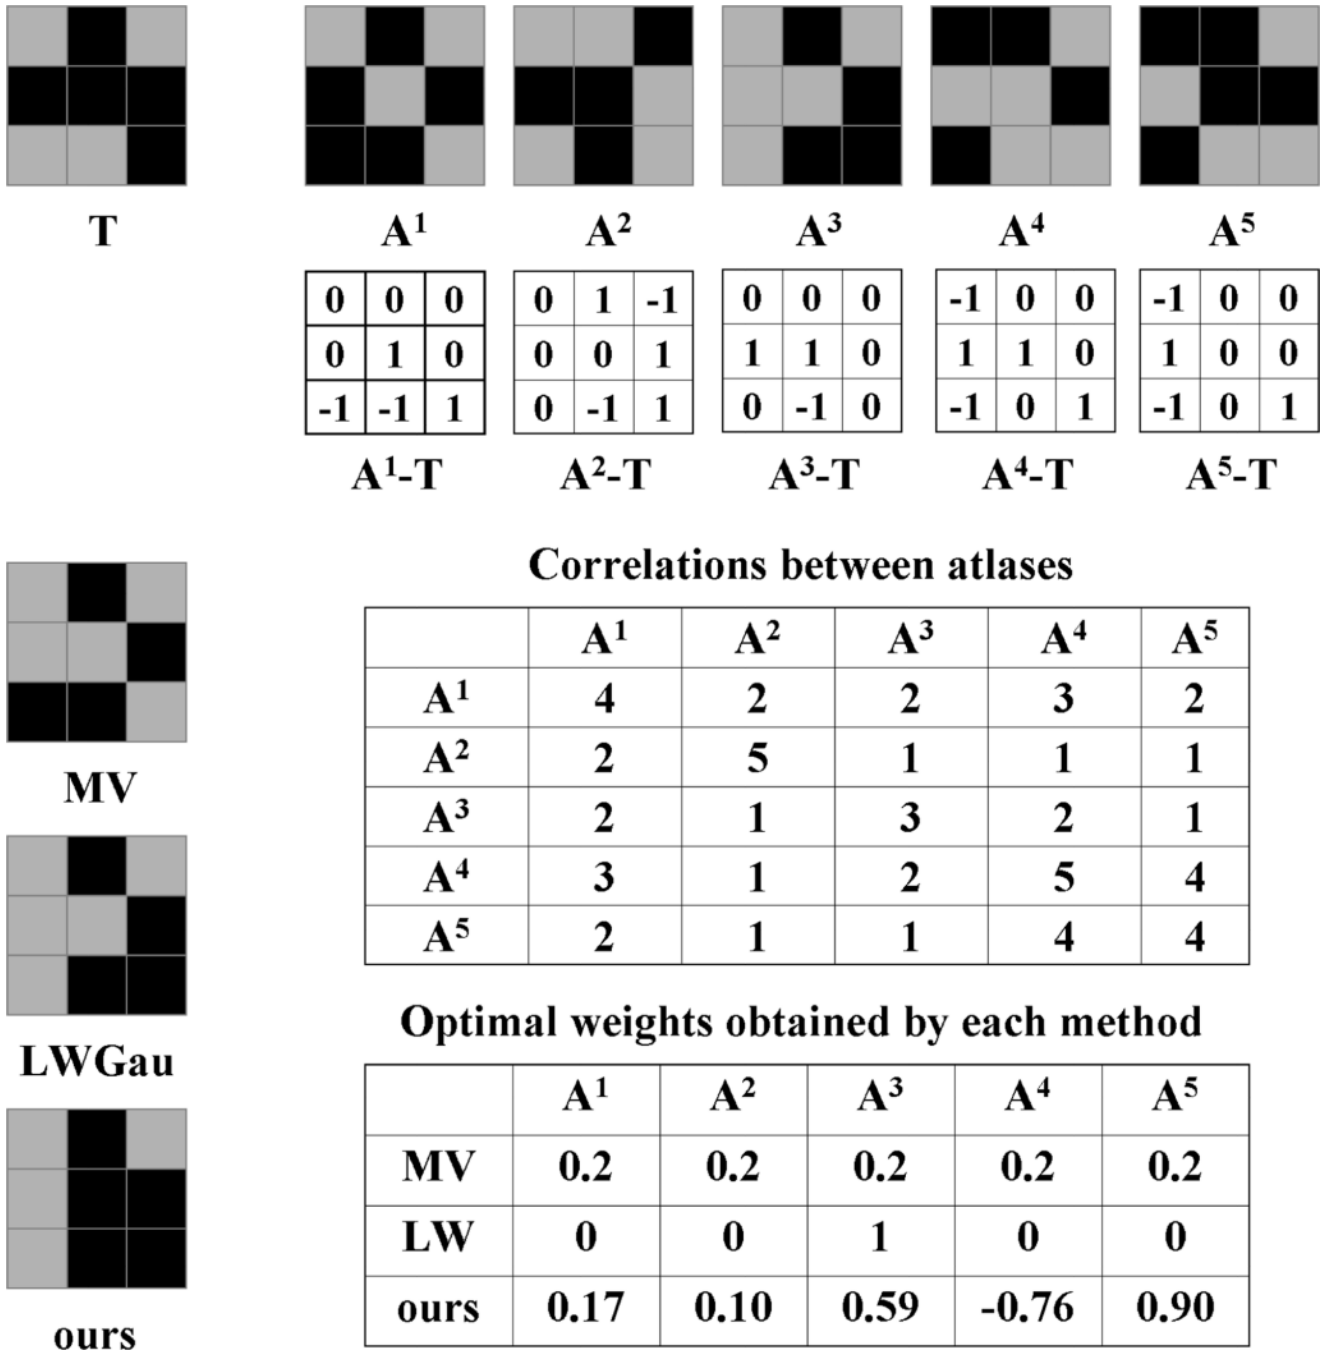 T A¹ A² A³ A⁴ A⁵
0 0 0 0 1 -1 0 0 0 -1 0 0 -1 0 0
0 1 0 0 0 1 1 1 0 1 1 0 1 0 0
-1 -1 1 0 -1 1 0 -1 0 -1 0 1 -1 0 1
A¹-T A²-T A³-T A⁴-T A⁵-T
MV
LWGau
ours
Correlations between atlases
A¹ A² A³ A⁴ A⁵
A¹ 4 2 2 3 2
A² 2 5 1 1 1
A³ 2 1 3 2 1
A⁴ 3 1 2 5 4
A⁵ 2 1 1 4 4
Optimal weights obtained by each method
A¹ A² A³ A⁴ A⁵
MV 0.2 0.2 0.2 0.2 0.2
LW 0 0 1 0 0
ours 0.17 0.10 0.59 -0.76 0.90